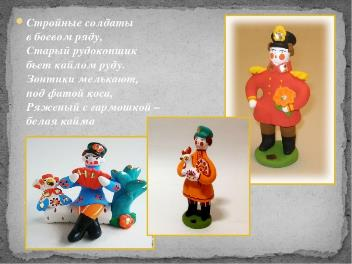 Стройные солдаты
в боевом ряду,
Старый рудокопщик
бьет кайлом руду.
Зонтики мелькают,
под фатой коса,
Ряженый с гармошкой –
белая кайма